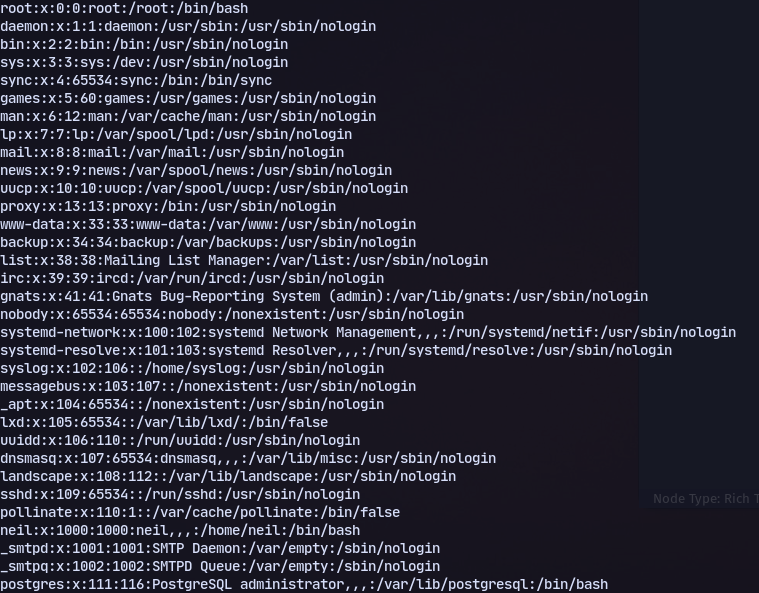 root:x:0:0:root:/root:/bin/bash
daemon:x:1:1:daemon:/usr/sbin:/usr/sbin/nologin
bin:x:2:2:bin:/bin:/usr/sbin/nologin
sys:x:3:3:sys:/dev:/usr/sbin/nologin
sync:x:4:65534:sync:/bin:/bin/sync
games:x:5:60:games:/usr/games:/usr/sbin/nologin
man:x:6:12:man:/var/cache/man:/usr/sbin/nologin
lp:x:7:7:lp:/var/spool/lpd:/usr/sbin/nologin
mail:x:8:8:mail:/var/mail:/usr/sbin/nologin
news:x:9:9:news:/var/spool/news:/usr/sbin/nologin
uucp:x:10:10:uucp:/var/spool/uucp:/usr/sbin/nologin
proxy:x:13:13:proxy:/bin:/usr/sbin/nologin
www-data:x:33:33:www-data:/var/www:/usr/sbin/nologin
backup:x:34:34:backup:/var/backups:/usr/sbin/nologin
list:x:38:38:Mailing List Manager:/var/list:/usr/sbin/nologin
irc:x:39:39:ircd:/var/run/ircd:/usr/sbin/nologin
gnats:x:41:41:Gnats Bug-Reporting System (admin):/var/lib/gnats:/usr/sbin/nologin
nobody:x:65534:65534:nobody:/nonexistent:/usr/sbin/nologin
systemd-network:x:100:102:systemd Network Management,,,:/run/systemd/netif:/usr/sbin/nologin
systemd-resolve:x:101:103:systemd Resolver,,,:/run/systemd/resolve:/usr/sbin/nologin
syslog:x:102:106::/home/syslog:/usr/sbin/nologin
messagebus:x:103:107::/nonexistent:/usr/sbin/nologin
_apt:x:104:65534::/nonexistent:/usr/sbin/nologin
lxd:x:105:65534::/var/lib/lxd/:/bin/false
uuidd:x:106:110::/run/uuidd:/usr/sbin/nologin
dnsmasq:x:107:65534:dnsmasq,,,:/var/lib/misc:/usr/sbin/nologin
landscape:x:108:112::/var/lib/landscape:/usr/sbin/nologin
sshd:x:109:65534::/run/sshd:/usr/sbin/nologin
Node Type: Rich T
pollinate:x:110:1::/var/cache/pollinate:/bin/false
neil:x:1000:1000:neil,,,:/home/neil:/bin/bash
_smtpd:x:1001:1001:SMTP Daemon:/var/empty:/sbin/nologin
_smtpq:x:1002:1002:SMTPD Queue:/var/empty:/sbin/nologin
postgres:x:111:116:PostgreSQL administrator,,,:/var/lib/postgresql:/bin/bash